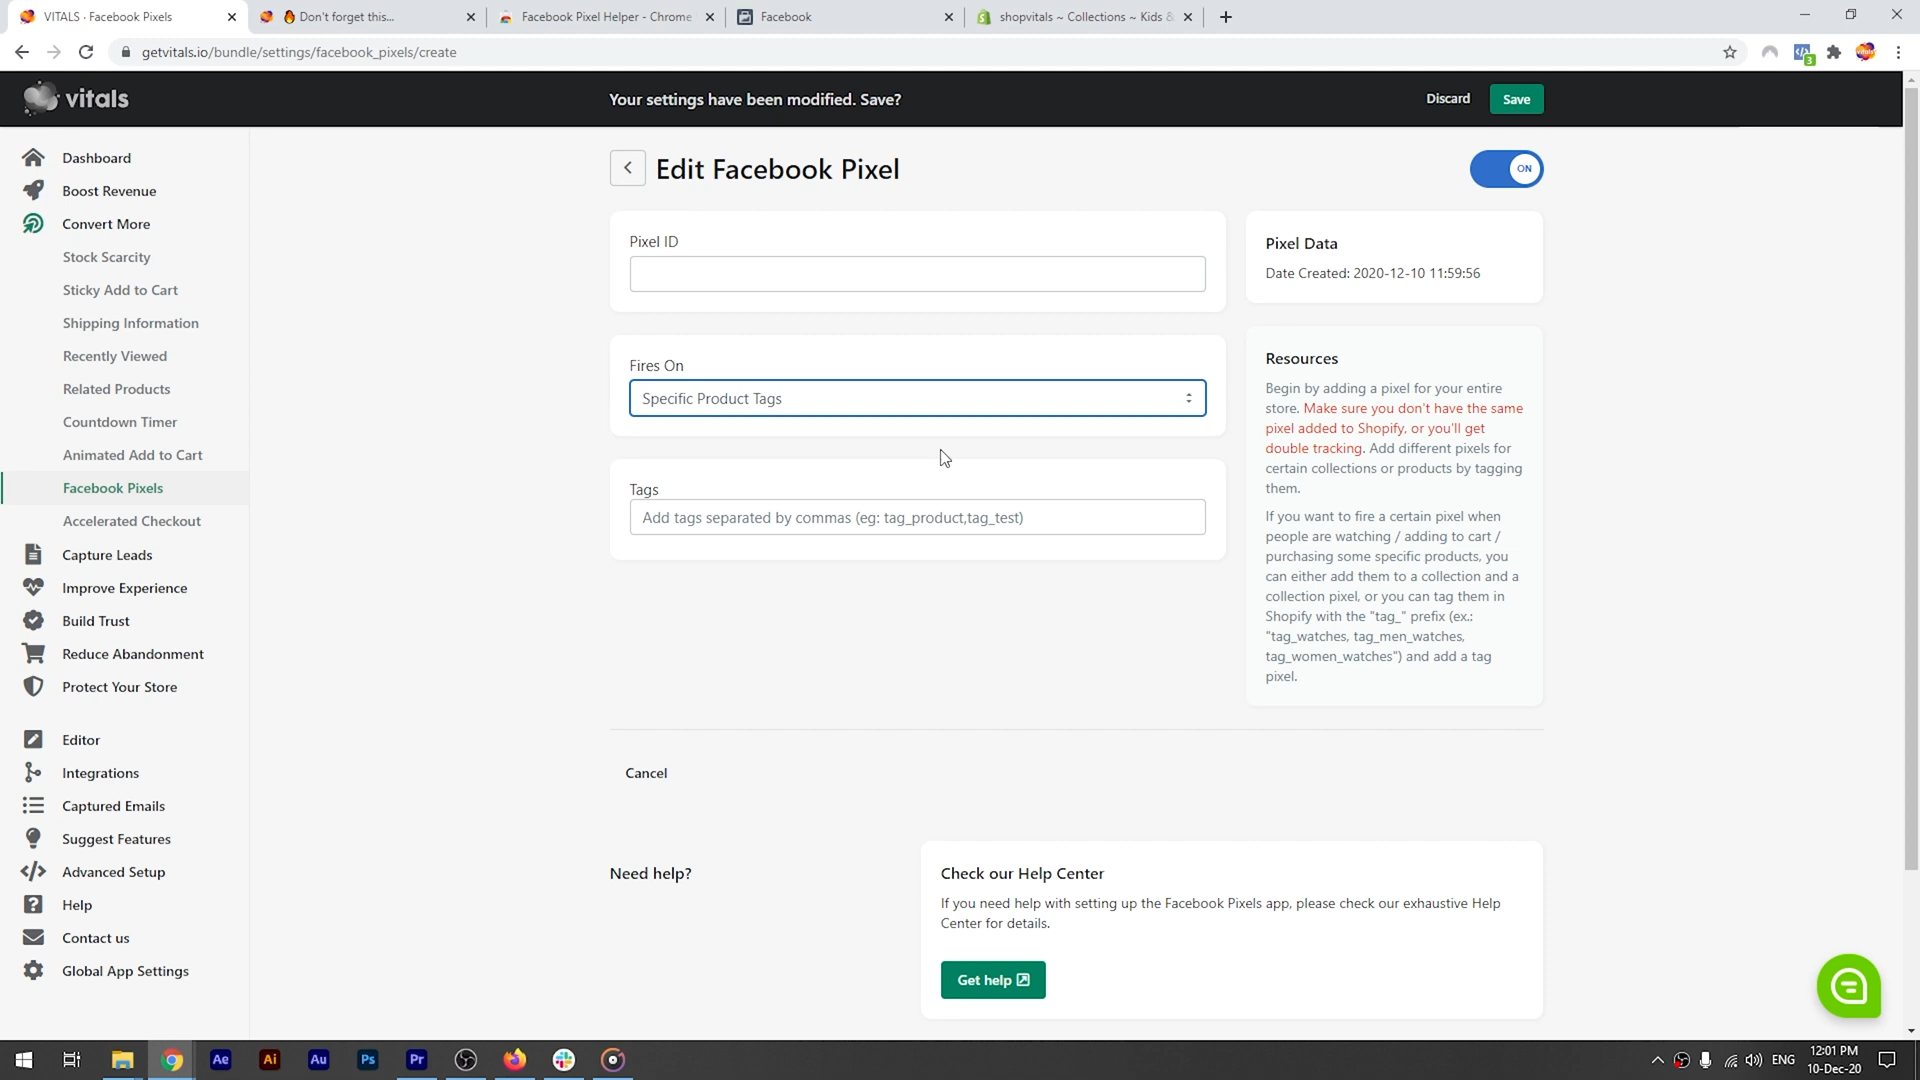 VITALS · Facebook Pixels
Don't forget this...
Facebook Pixel Helper - Chrome
Facebook
shopvitals ~ Collections ~ Kids &
getvitals.io/bundle/settings/facebook_pixels/create
3
vitals
Your settings have been modified. Save?
Discard
Save
Dashboard
Boost Revenue
Convert More
Stock Scarcity
Sticky Add to Cart
Shipping Information
Recently Viewed
Related Products
Countdown Timer
Animated Add to Cart
Facebook Pixels
Accelerated Checkout
Capture Leads
Improve Experience
Build Trust
Reduce Abandonment
Protect Your Store
Editor
Integrations
Captured Emails
Suggest Features
Advanced Setup
Help
Contact us
Global App Settings
Edit Facebook Pixel
ON
Pixel ID
Fires On
Specific Product Tags
Tags
Add tags separated by commas (eg: tag_product,tag_test)
Pixel Data
Date Created: 2020-12-10 11:59:56
Resources
Begin by adding a pixel for your entire
store. Make sure you don't have the same
pixel added to Shopify, or you'll get
double tracking. Add different pixels for
certain collections or products by tagging
them.
If you want to fire a certain pixel when
people are watching / adding to cart /
purchasing some specific products, you
can either add them to a collection and a
collection pixel, or you can tag them in
Shopify with the "tag_" prefix (ex.:
"tag_watches, tag_men_watches,
tag_women_watches") and add a tag
pixel.
Cancel
Need help?
Check our Help Center
If you need help with setting up the Facebook Pixels app, please check our exhaustive Help
Center for details.
Get help
Ae
Ai
Au
Ps
Pr
ENG
12:01 PM
10-Dec-20